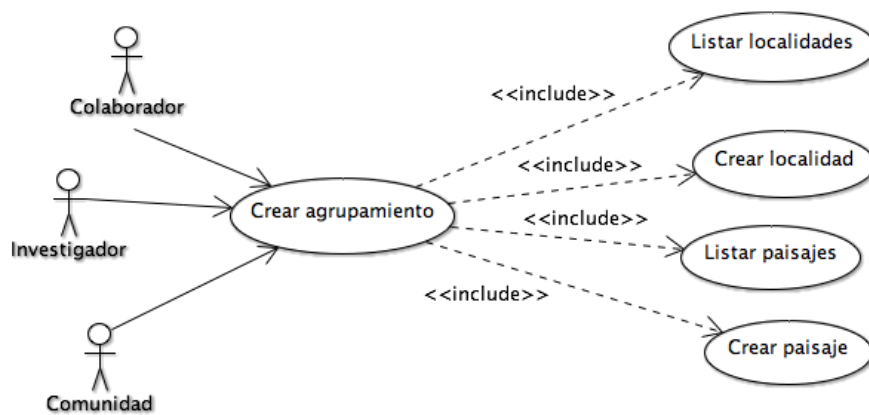 Colaborador
Investigador
Comunidad
Crear agrupamiento
<<include>>
<<include>>
<<include>>
<<include>>
Listar localidades
Crear localidad
Listar paisajes
Crear paisaje